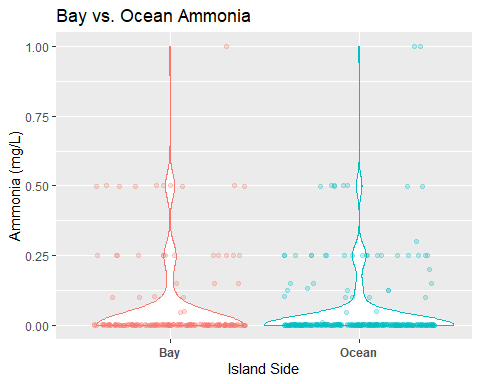 Bay vs. Ocean Ammonia
1.00
0.75
0.50
0.25
0.00
Ammonia (mg/L)
Bay
Ocean
Island Side